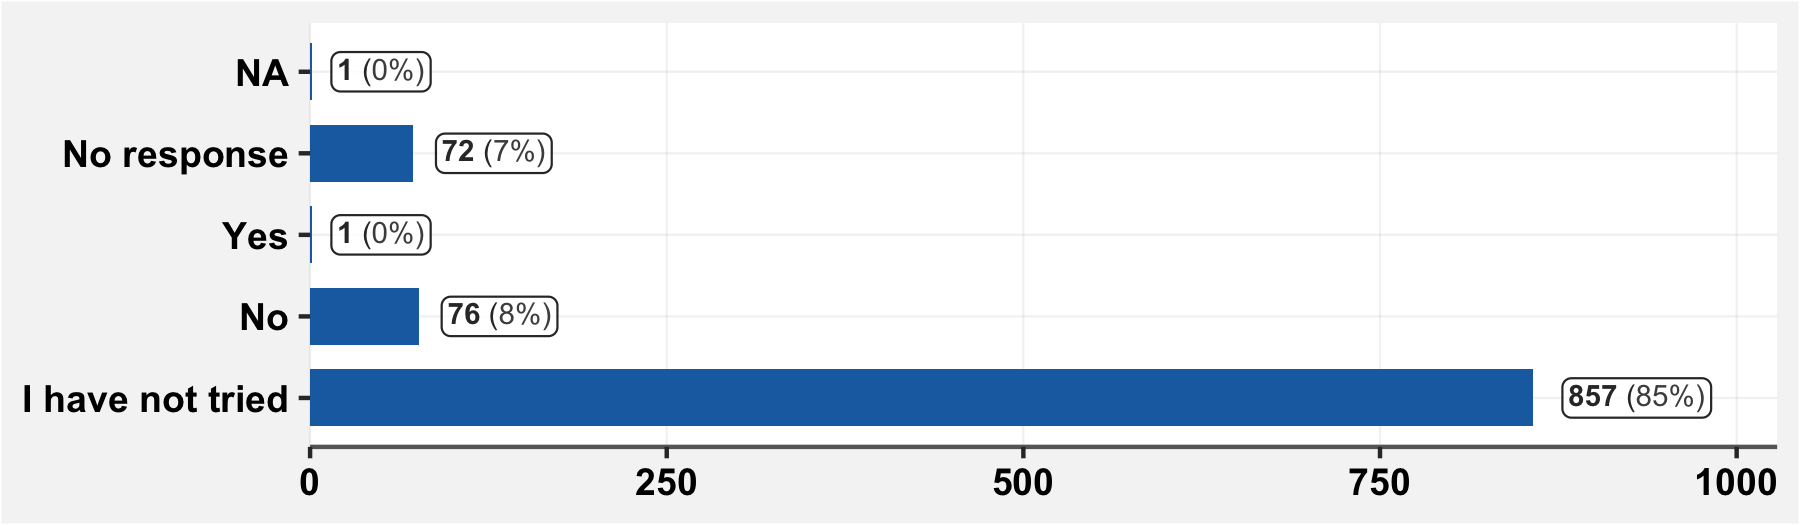 NA 1 (0%)
No response 72 (7%)
Yes 1 (0%)
No 76 (8%)
I have not tried 857 (85%)
0 250 500 750 1000